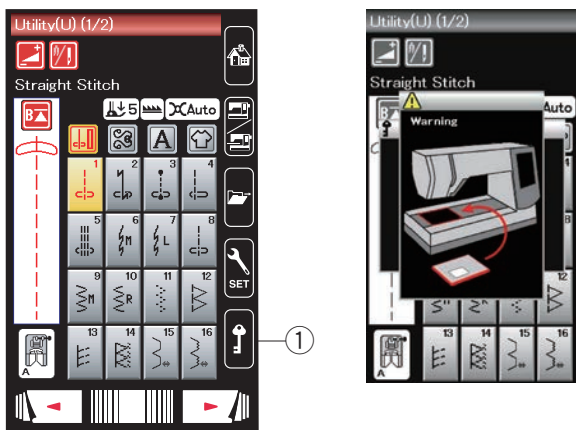 Utility(U) (1/2)
Straight Stitch
5 Auto
A
1 2 3 4
5 6 M 7 L 8
9 M 10 R 11 12
SET
13 14 15 16
A
1
Utility(U) (1/2)
Straight Stitch
Auto
Warning
8
12
13 14 15 16
A